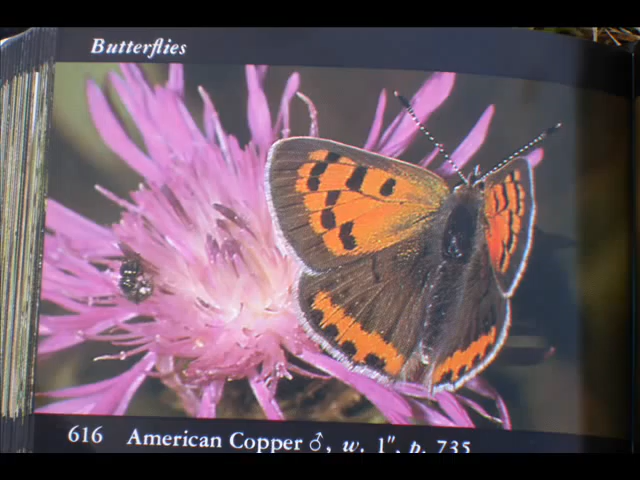 Butterflies
616 American Copper ♂, w. 1", p. 735